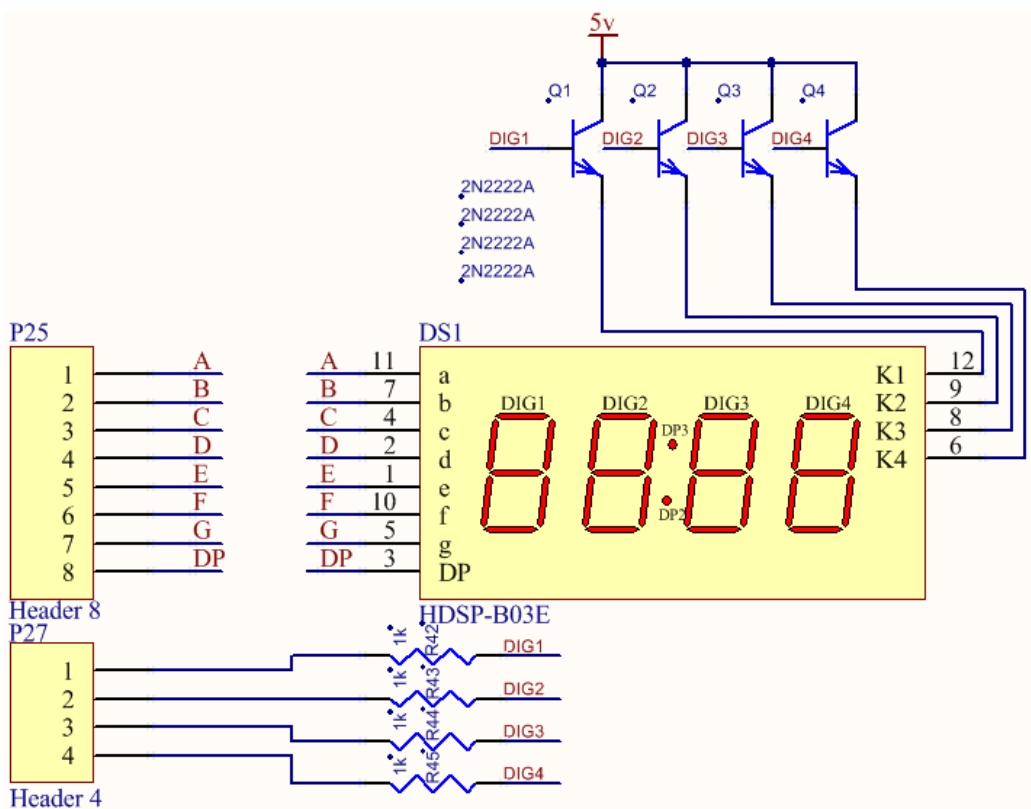 5v
Q1 Q2 Q3 Q4
DIG1 DIG2 DIG3 DIG4
2N2222A
2N2222A
2N2222A
2N2222A
P25 DS1
1 A A 11 a K1 12
2 B B 7 b K2 9
3 C C 4 c K3 8
4 D D 2 d K4 6
5 E E 1 e
6 F F 10 f
7 G G 5 g
8 DP DP 3 DP
DIG1 DIG2 DIG3 DIG4
DP3
DP2
Header 8 HDSP-B03E
P27
1 1k R42 DIG1
2 1k R43 DIG2
3 1k R44 DIG3
4 1k R45 DIG4
Header 4